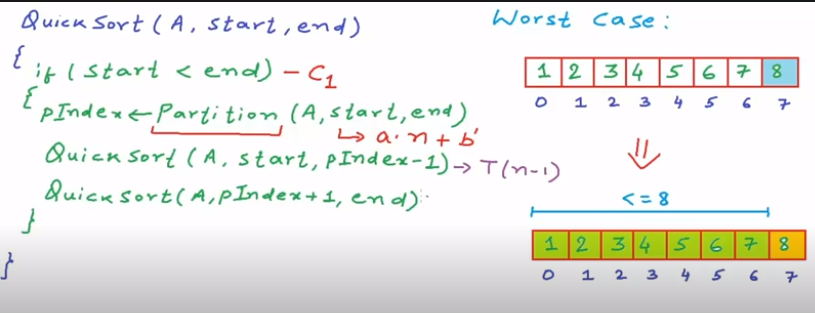 QuickSort(A, start, end)
{
if (start < end) – C₁
{
pIndex ← Partition (A, start, end)
↳ a·n + b'
QuickSort(A, start, pIndex-1) → T(n-1)
QuickSort(A, pIndex+1, end)
}
}
Worst Case:
1 2 3 4 5 6 7 8
0 1 2 3 4 5 6 7
<= 8
1 2 3 4 5 6 7 8
0 1 2 3 4 5 6 7